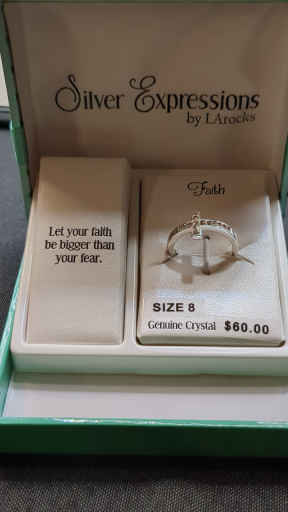 Silver Expressions
by LArocks
Faith
Let your faith
be bigger than
your fear.
SIZE 8
Genuine Crystal $60.00